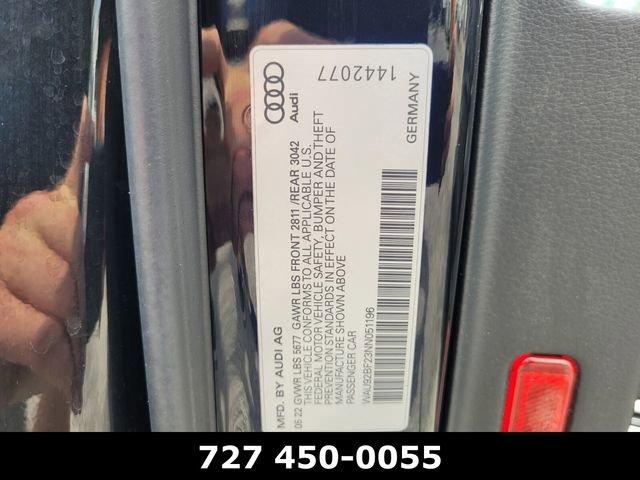 Audi
1442077
MFD. BY AUDI AG
06 22 GVWR LBS 5677 GAWR LBS FRONT 2811 /REAR 3042
THIS VEHICLE CONFORMS TO ALL APPLICABLE U.S.
FEDERAL MOTOR VEHICLE SAFETY, BUMPER AND THEFT
PREVENTION STANDARDS IN EFFECT ON THE DATE OF
MANUFACTURE SHOWN ABOVE
PASSENGER CAR
WAU92BF23NN051196
GERMANY
727 450-0055